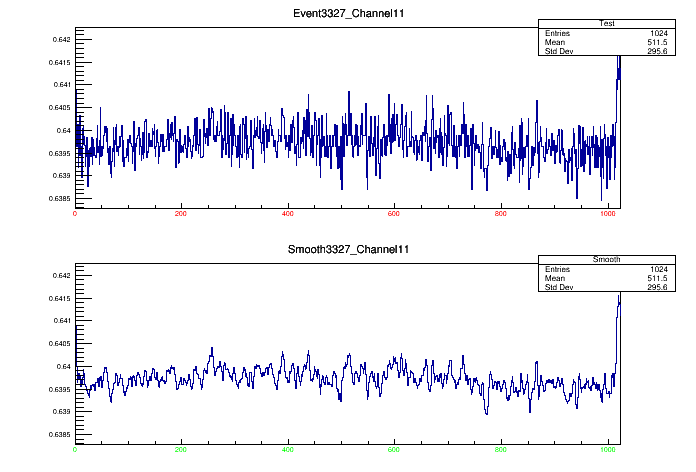 Event3327_Channel11
Test
Entries 1024
Mean 511.5
Std Dev 295.6
0.642
0.6415
0.641
0.6405
0.64
0.6395
0.639
0.6385
0 200 400 600 800 1000
Smooth3327_Channel11
Smooth
Entries 1024
Mean 511.5
Std Dev 295.6
0.642
0.6415
0.641
0.6405
0.64
0.6395
0.639
0.6385
0 200 400 600 800 1000